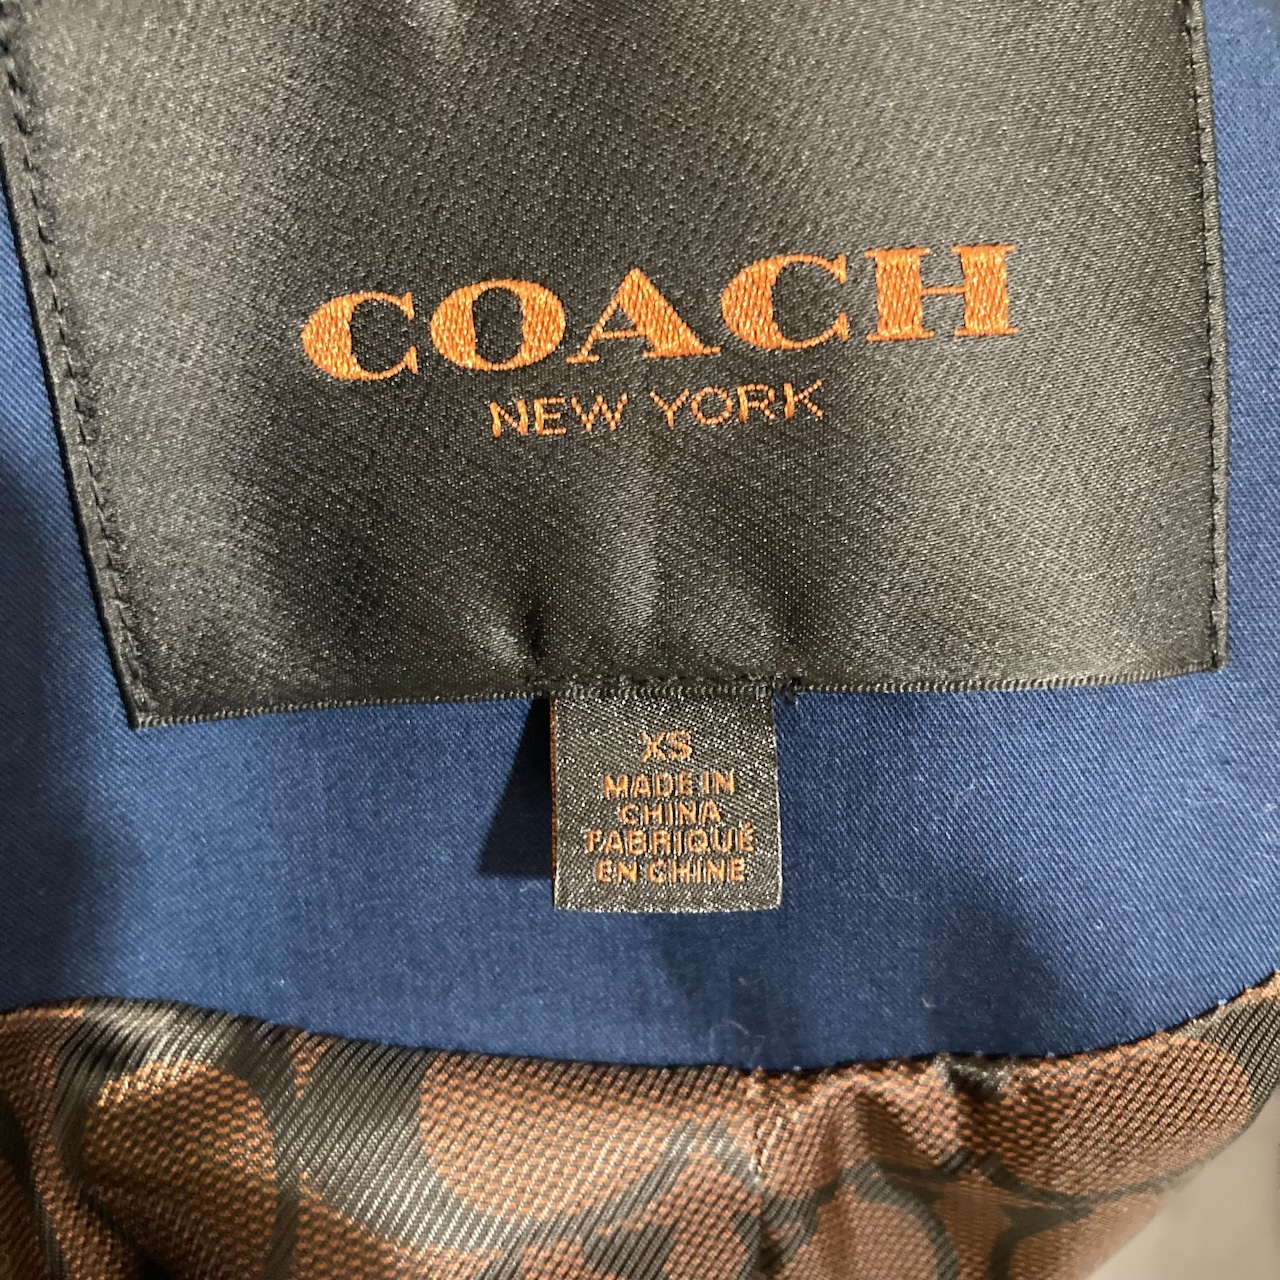 COACH
NEW YORK
XS
MADE IN
CHINA
FABRIQUÉ
EN CHINE